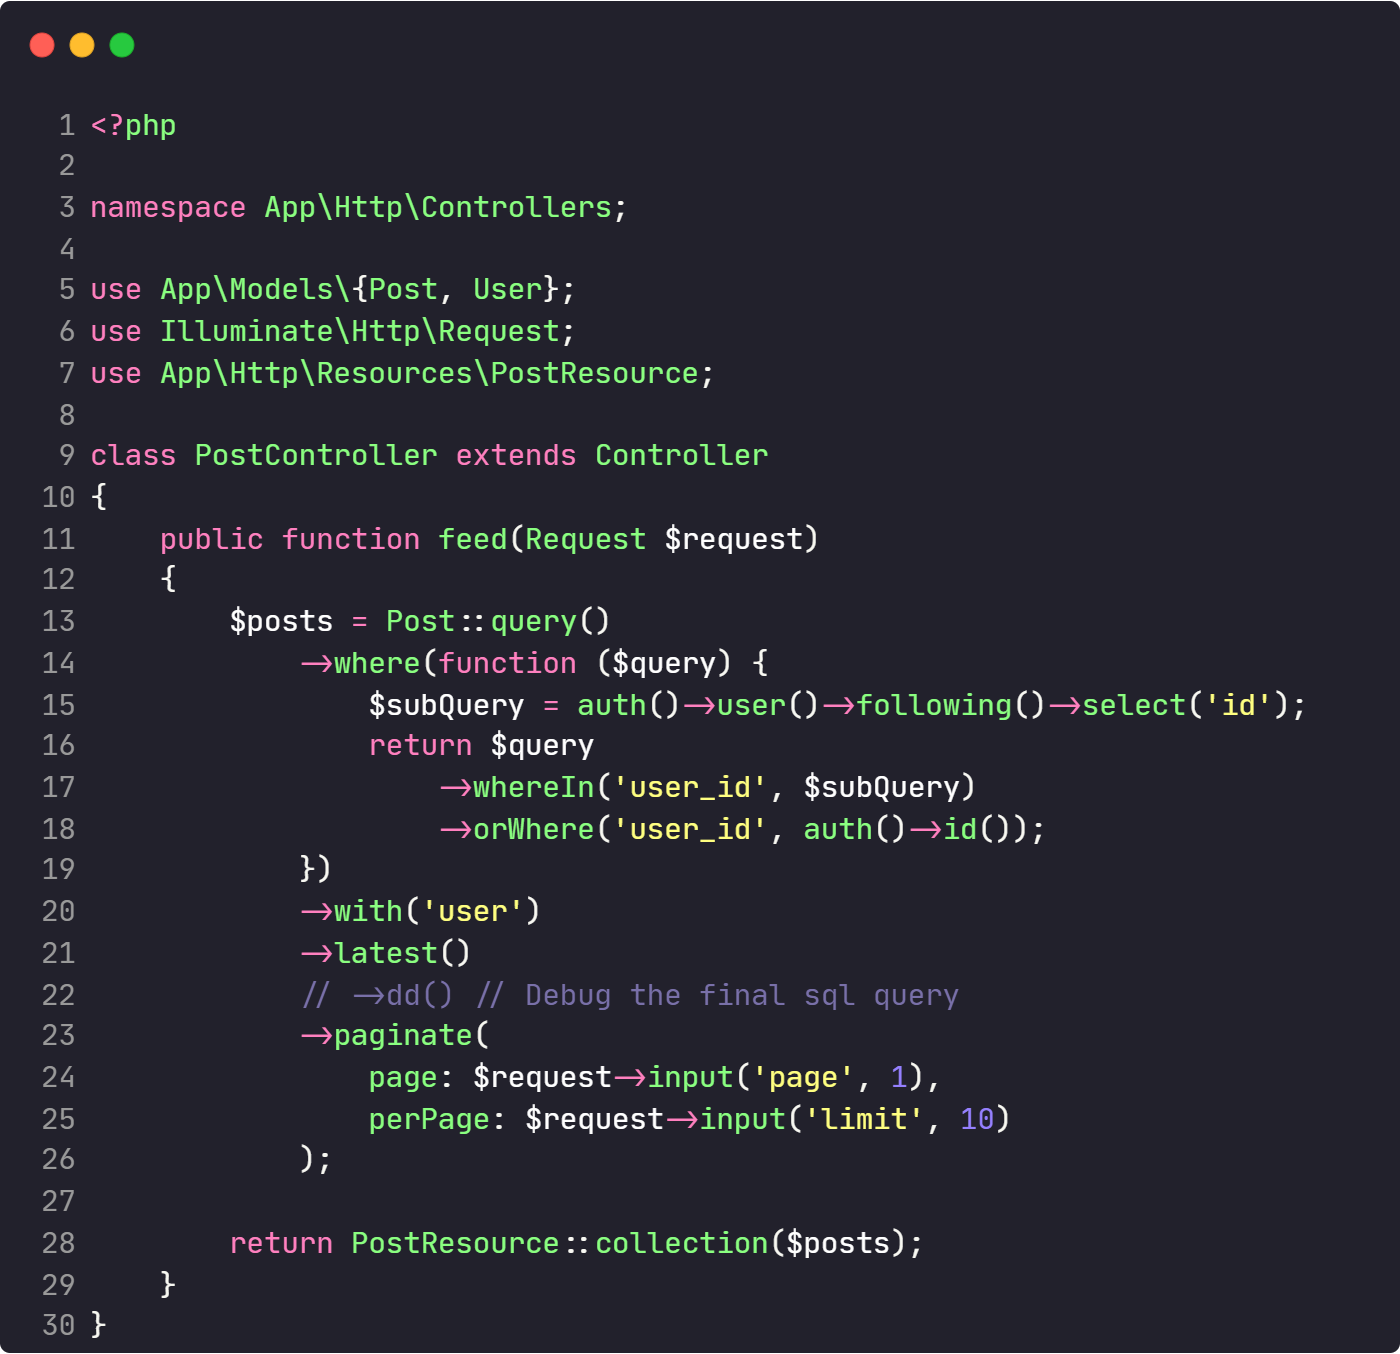 1 <?php
2
3 namespace App\Http\Controllers;
4
5 use App\Models\{Post, User};
6 use Illuminate\Http\Request;
7 use App\Http\Resources\PostResource;
8
9 class PostController extends Controller
10 {
11     public function feed(Request $request)
12     {
13         $posts = Post::query()
14             ->where(function ($query) {
15                 $subQuery = auth()->user()->following()->select('id');
16                 return $query
17                     ->whereIn('user_id', $subQuery)
18                     ->orWhere('user_id', auth()->id());
19             })
20             ->with('user')
21             ->latest()
22             // ->dd() // Debug the final sql query
23             ->paginate(
24                 page: $request->input('page', 1),
25                 perPage: $request->input('limit', 10)
26             );
27
28         return PostResource::collection($posts);
29     }
30 }